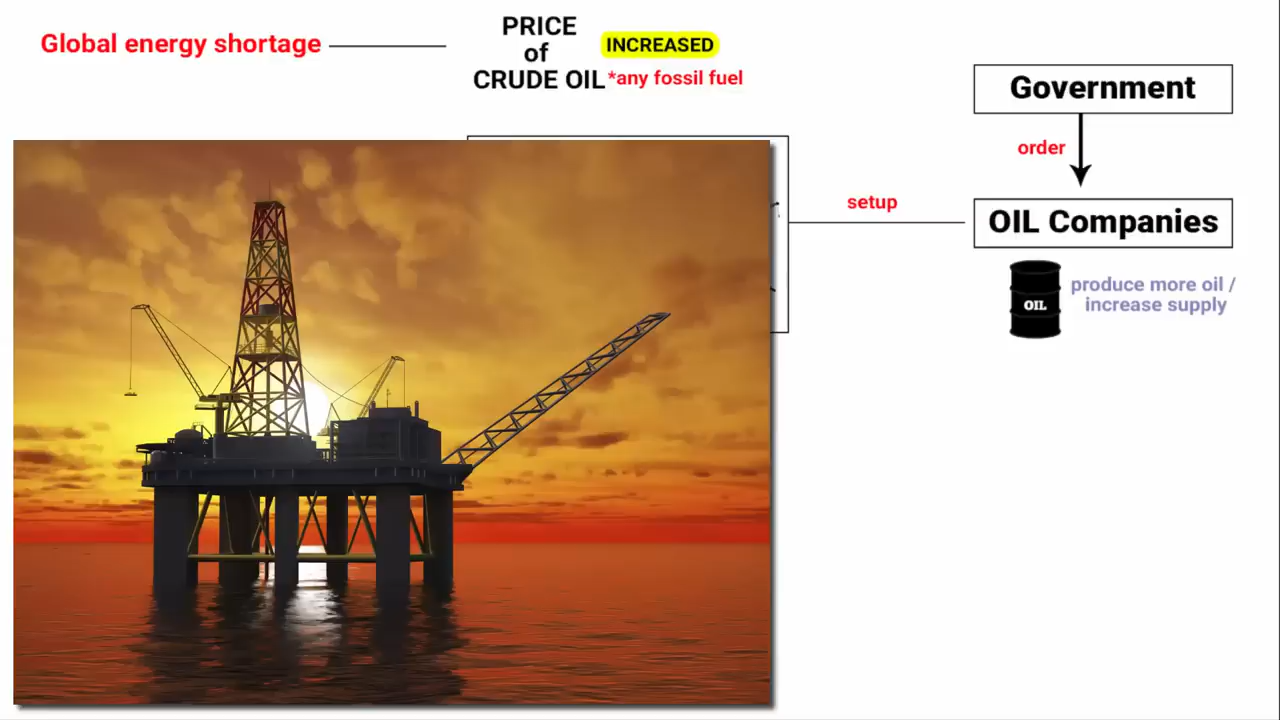 Global energy shortage
PRICE
of
CRUDE OIL
INCREASED
*any fossil fuel
Government
order
OIL Companies
setup
OIL
produce more oil /
increase supply